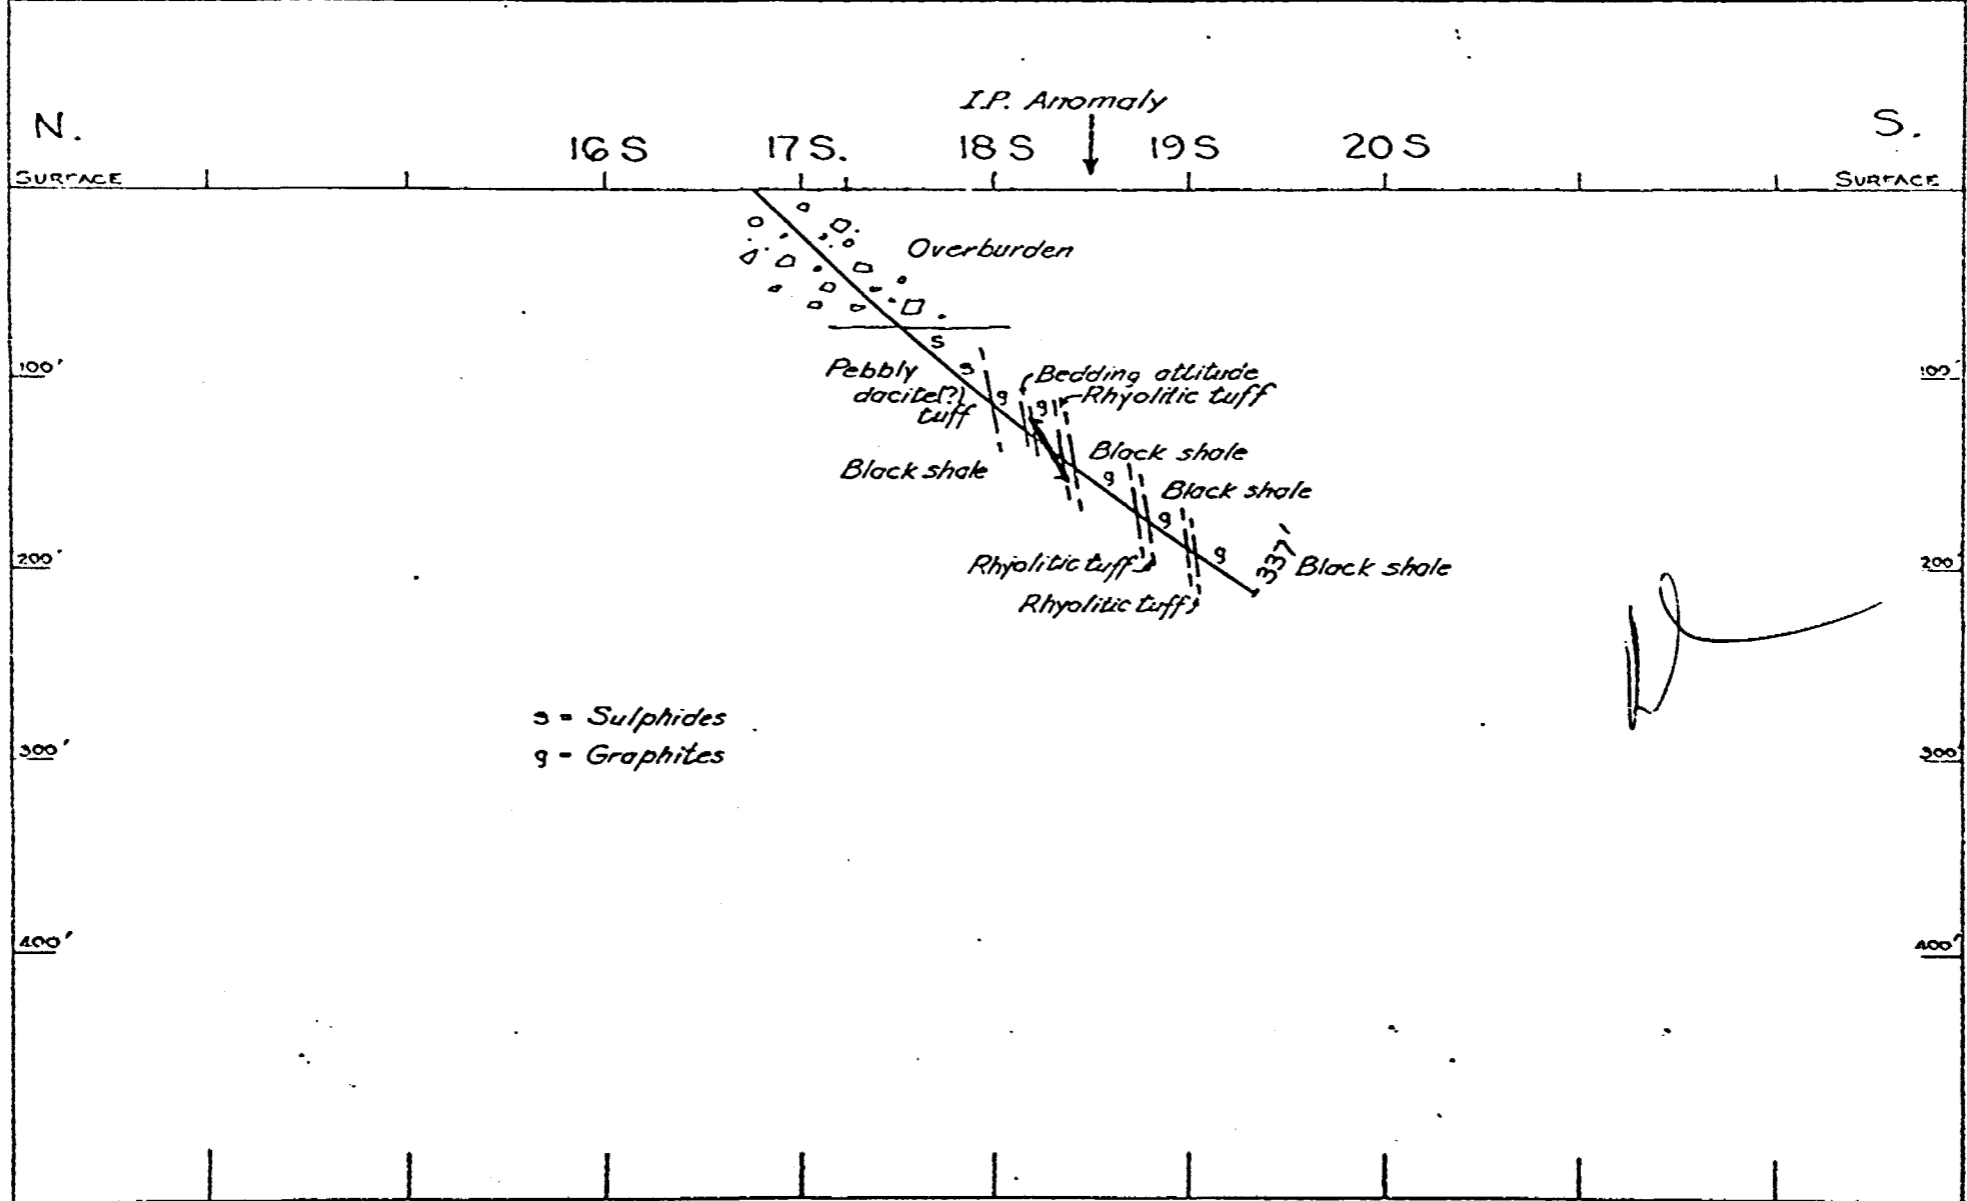 I.P. Anomaly
N.
16 S
17 S.
18 S
19 S
20 S
S.
SURFACE
SURFACE
Overburden
100'
100'
Pebbly
dacite(?)
tuff
s
s
g
Bedding attitude
g
Rhyolitic tuff
Black shale
Black shale
g
Black shale
g
200'
200'
Rhyolitic tuff
g
337'
Black shale
Rhyolitic tuff
s = Sulphides
g = Graphites
300'
300'
400'
400'